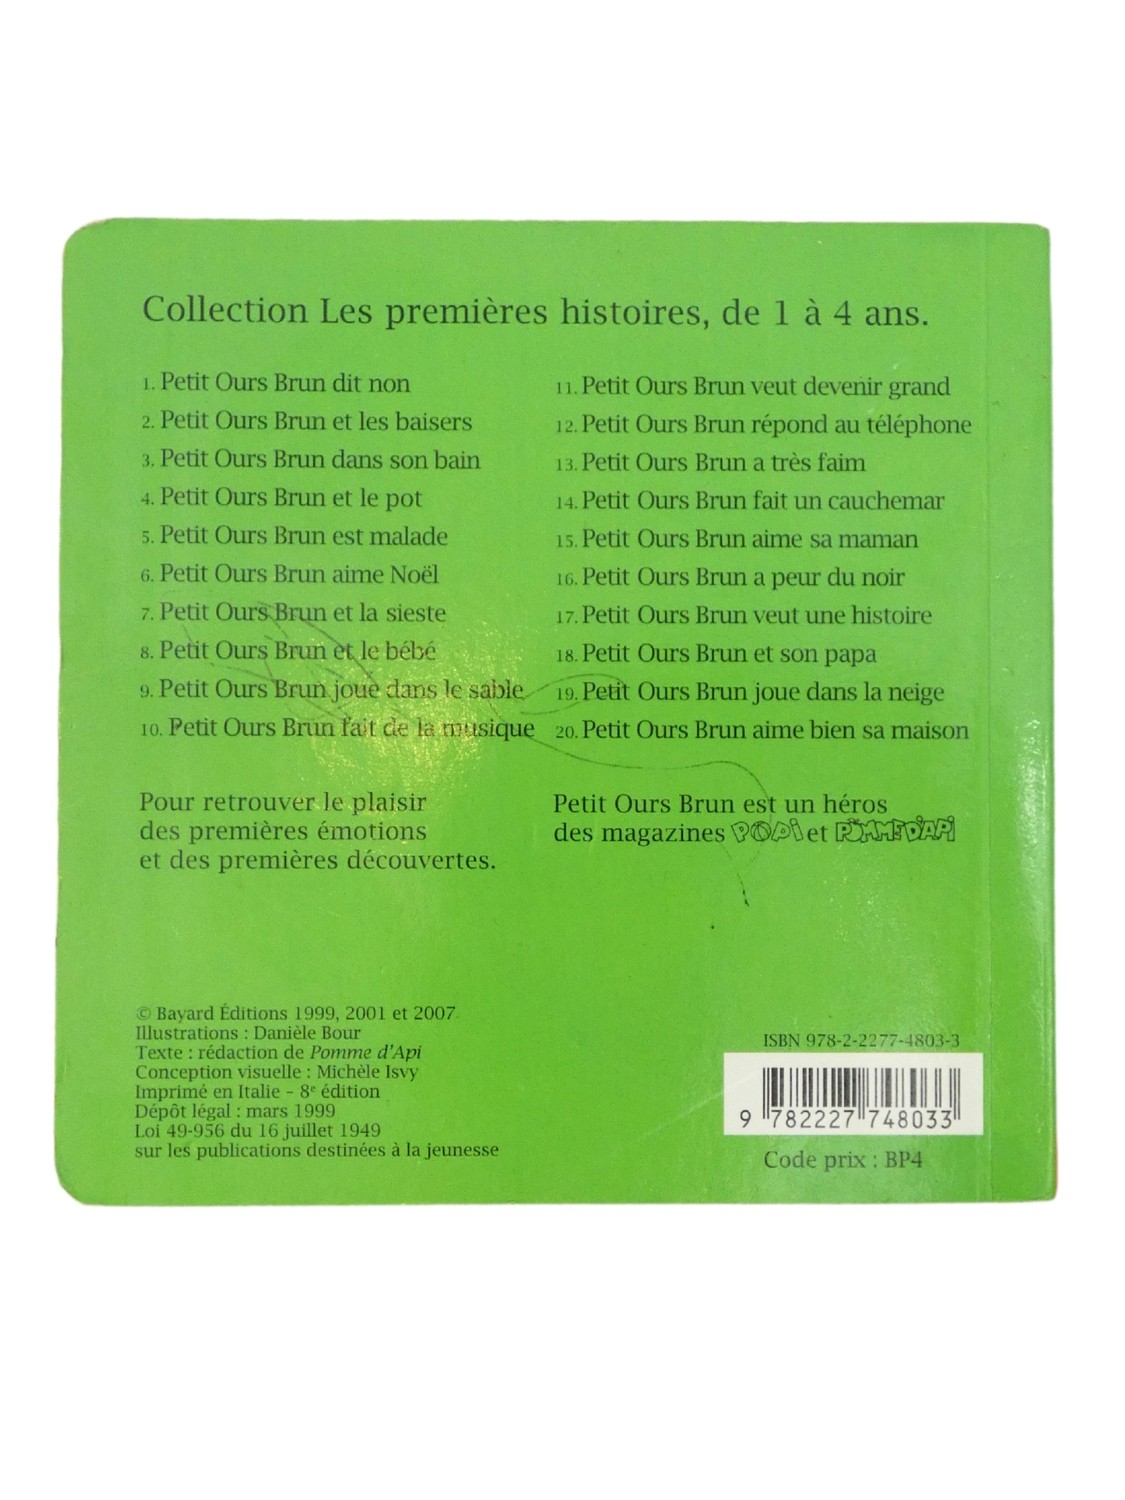 Collection Les premières histoires, de 1 à 4 ans.
1. Petit Ours Brun dit non
2. Petit Ours Brun et les baisers
3. Petit Ours Brun dans son bain
4. Petit Ours Brun et le pot
5. Petit Ours Brun est malade
6. Petit Ours Brun aime Noël
7. Petit Ours Brun et la sieste
8. Petit Ours Brun et le bébé
9. Petit Ours Brun joue dans le sable
10. Petit Ours Brun fait de la musique
11. Petit Ours Brun veut devenir grand
12. Petit Ours Brun répond au téléphone
13. Petit Ours Brun a très faim
14. Petit Ours Brun fait un cauchemar
15. Petit Ours Brun aime sa maman
16. Petit Ours Brun a peur du noir
17. Petit Ours Brun veut une histoire
18. Petit Ours Brun et son papa
19. Petit Ours Brun joue dans la neige
20. Petit Ours Brun aime bien sa maison
Pour retrouver le plaisir
des premières émotions
et des premières découvertes.
Petit Ours Brun est un héros
des magazines POPi et POMME D'API
© Bayard Éditions 1999, 2001 et 2007
Illustrations : Danièle Bour
Texte : rédaction de Pomme d'Api
Conception visuelle : Michèle Isvy
Imprimé en Italie – 8e édition
Dépôt légal : mars 1999
Loi 49-956 du 16 juillet 1949
sur les publications destinées à la jeunesse
ISBN 978-2-2277-4803-3
9 782227 748033
Code prix : BP4